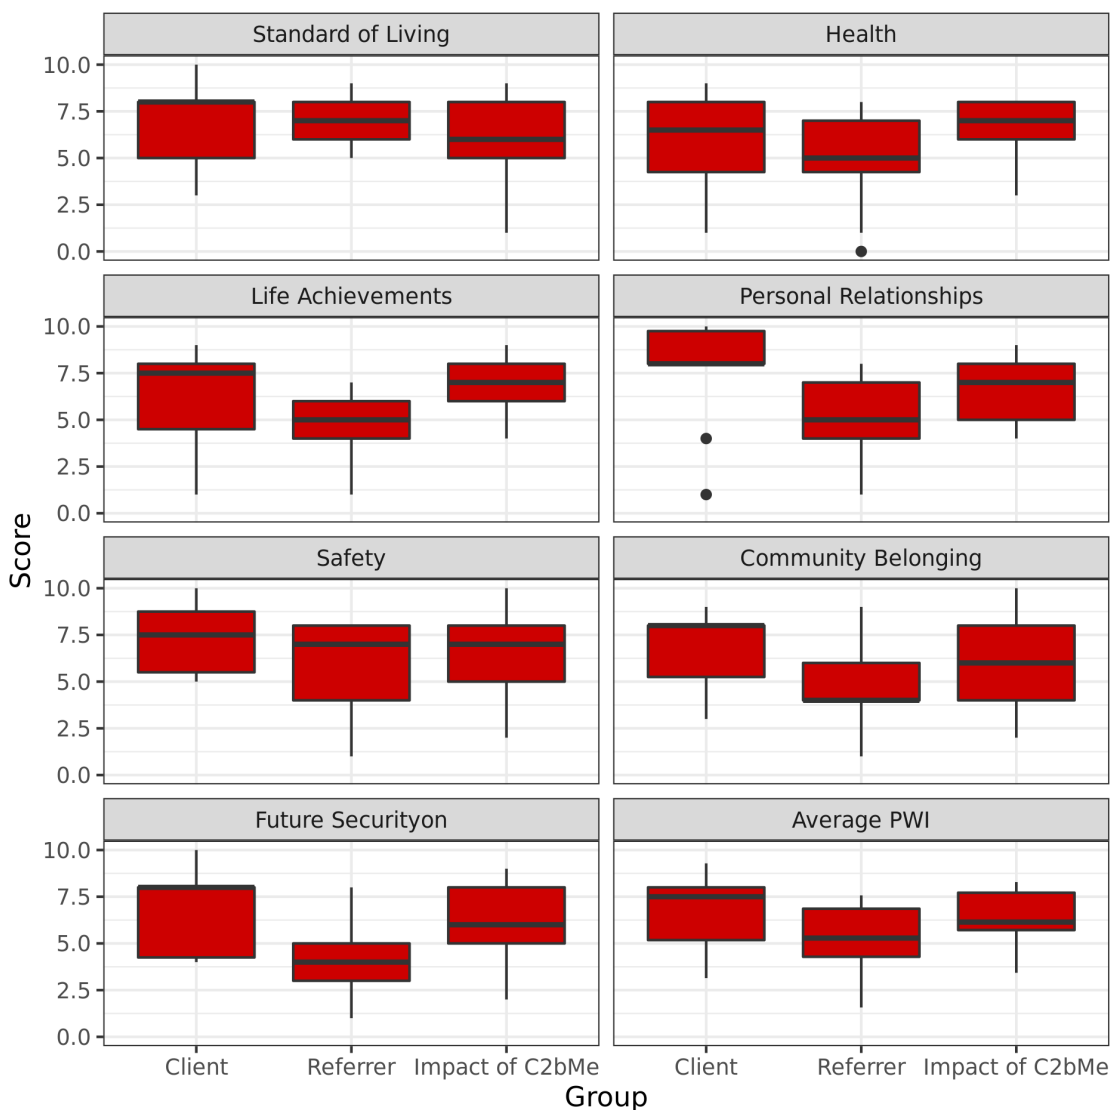 Standard of Living
Health
10.0
7.5
5.0
2.5
0.0
Life Achievements
Personal Relationships
10.0
7.5
5.0
2.5
0.0
Score
Safety
Community Belonging
10.0
7.5
5.0
2.5
0.0
Future Securityon
Average PWI
10.0
7.5
5.0
2.5
0.0
Client Referrer Impact of C2bMe
Client Referrer Impact of C2bMe
Group